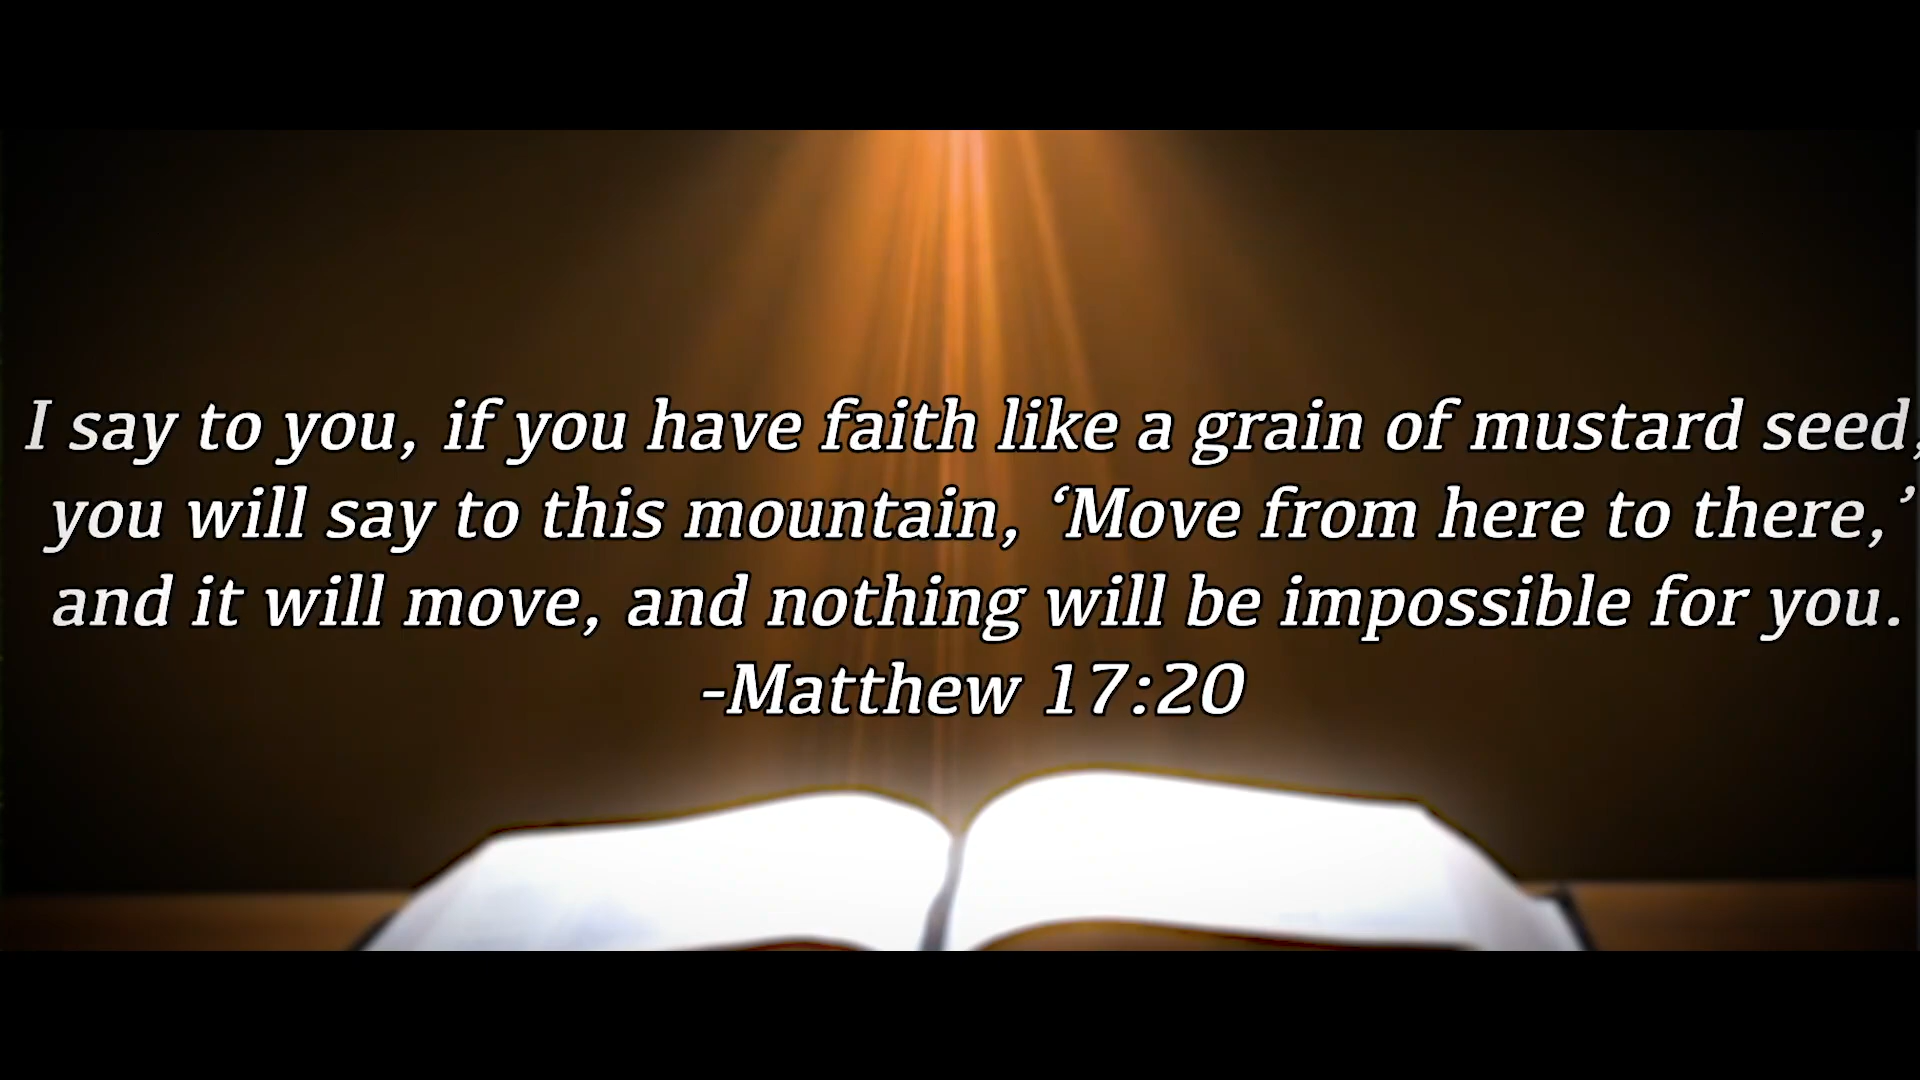 I say to you, if you have faith like a grain of mustard seed,
you will say to this mountain, ‘Move from here to there,’
and it will move, and nothing will be impossible for you.
-Matthew 17:20